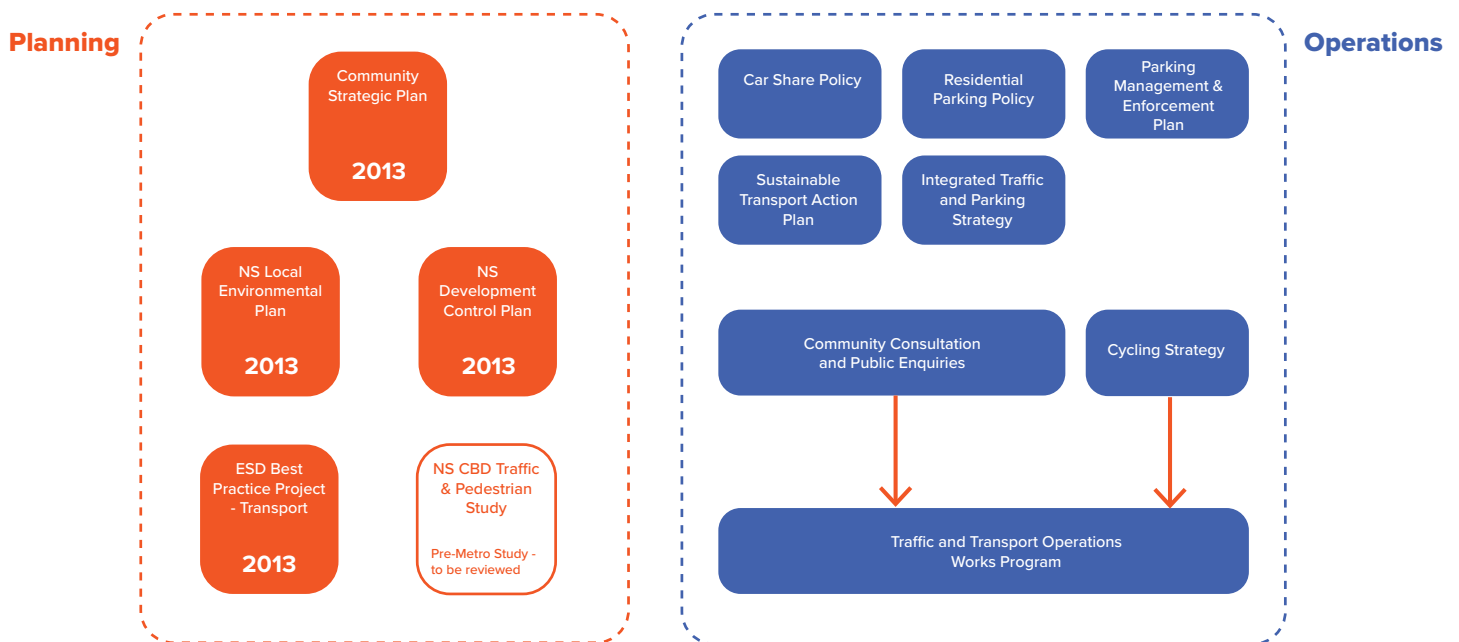 Planning
Community
Strategic Plan
2013
NS Local
Environmental
Plan
2013
NS
Development
Control Plan
2013
ESD Best
Practice Project
- Transport
2013
NS CBD Traffic
& Pedestrian
Study
Pre-Metro Study -
to be reviewed
Operations
Car Share Policy
Residential
Parking Policy
Parking
Management &
Enforcement
Plan
Sustainable
Transport Action
Plan
Integrated Traffic
and Parking
Strategy
Community Consultation
and Public Enquiries
Cycling Strategy
Traffic and Transport Operations
Works Program